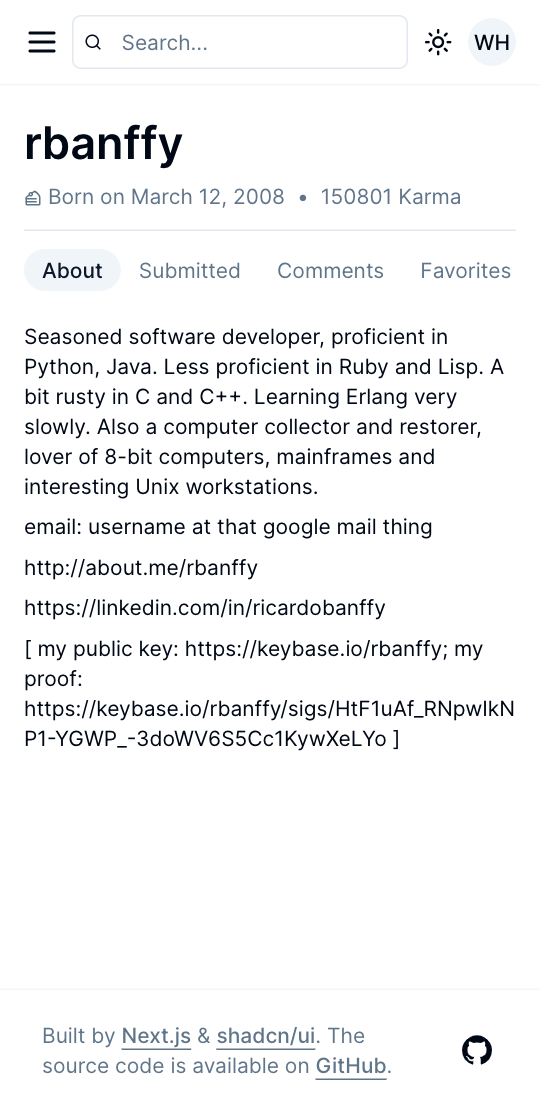 Search...
WH
rbanffy
Born on March 12, 2008 • 150801 Karma
About Submitted Comments Favorites
Seasoned software developer, proficient in
Python, Java. Less proficient in Ruby and Lisp. A
bit rusty in C and C++. Learning Erlang very
slowly. Also a computer collector and restorer,
lover of 8-bit computers, mainframes and
interesting Unix workstations.
email: username at that google mail thing
http://about.me/rbanffy
https://linkedin.com/in/ricardobanffy
[ my public key: https://keybase.io/rbanffy; my
proof:
https://keybase.io/rbanffy/sigs/HtF1uAf_RNpwIkN
P1-YGWP_-3doWV6S5Cc1KywXeLYo ]
Built by Next.js & shadcn/ui. The
source code is available on GitHub.